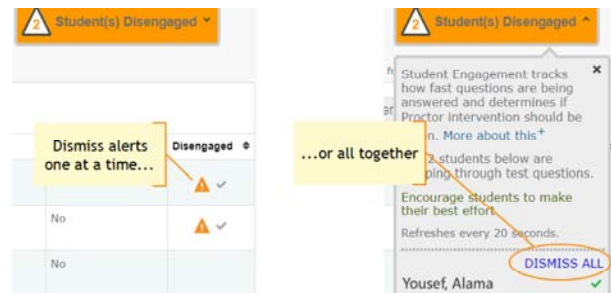 2 Student(s) Disengaged
Dismiss alerts
one at a time...
Disengaged
No
No
2 Student(s) Disengaged
Student Engagement tracks
how fast questions are being
answered and determines if
Proctor intervention should be
More about this+
...or all together
2 students below are
through test questions.
Encourage students to make
their best effort
Refreshes every 20 seconds.
DISMISS ALL
Yousef, Alama